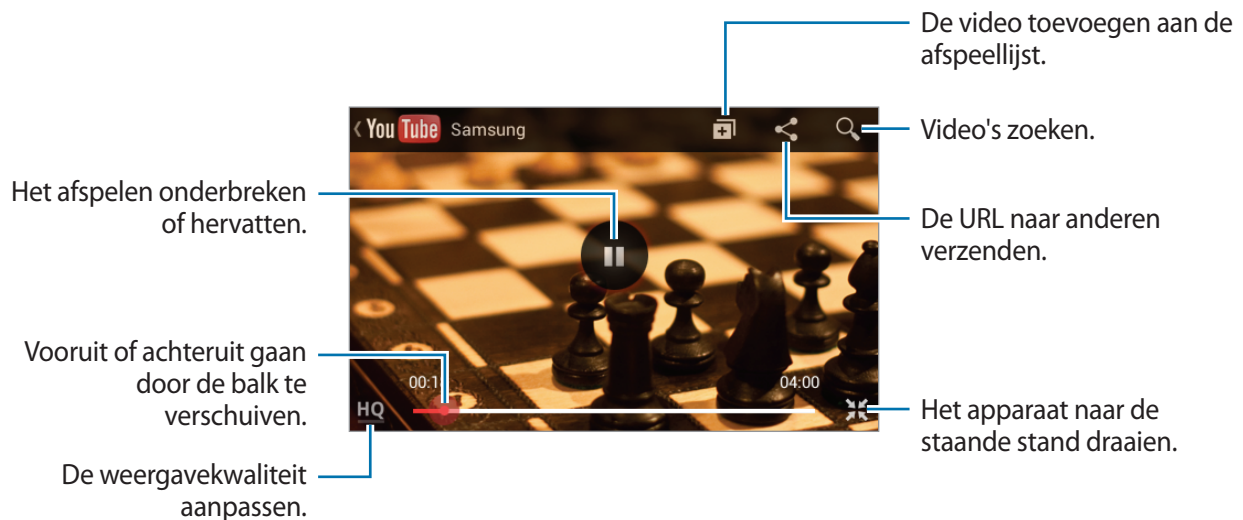 De video toevoegen aan de
afspeellijst.
You Tube Samsung
Video's zoeken.
Het afspelen onderbreken
of hervatten.
De URL naar anderen
verzenden.
Vooruit of achteruit gaan
door de balk te
verschuiven.
04:00
HQ
Het apparaat naar de
staande stand draaien.
De weergavekwaliteit
aanpassen.